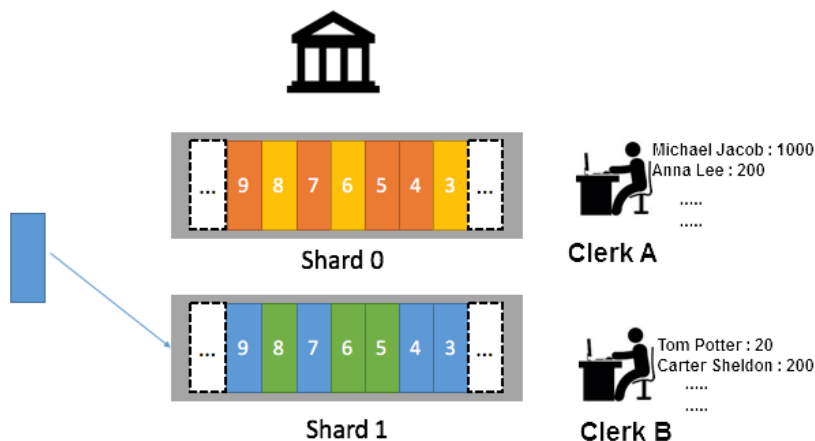 ... 9 8 7 6 5 4 3 ...
Shard 0
Michael Jacob : 1000
Anna Lee : 200
.....
.....
Clerk A
... 9 8 7 6 5 4 3 ...
Shard 1
Tom Potter : 20
Carter Sheldon : 200
.....
.....
Clerk B